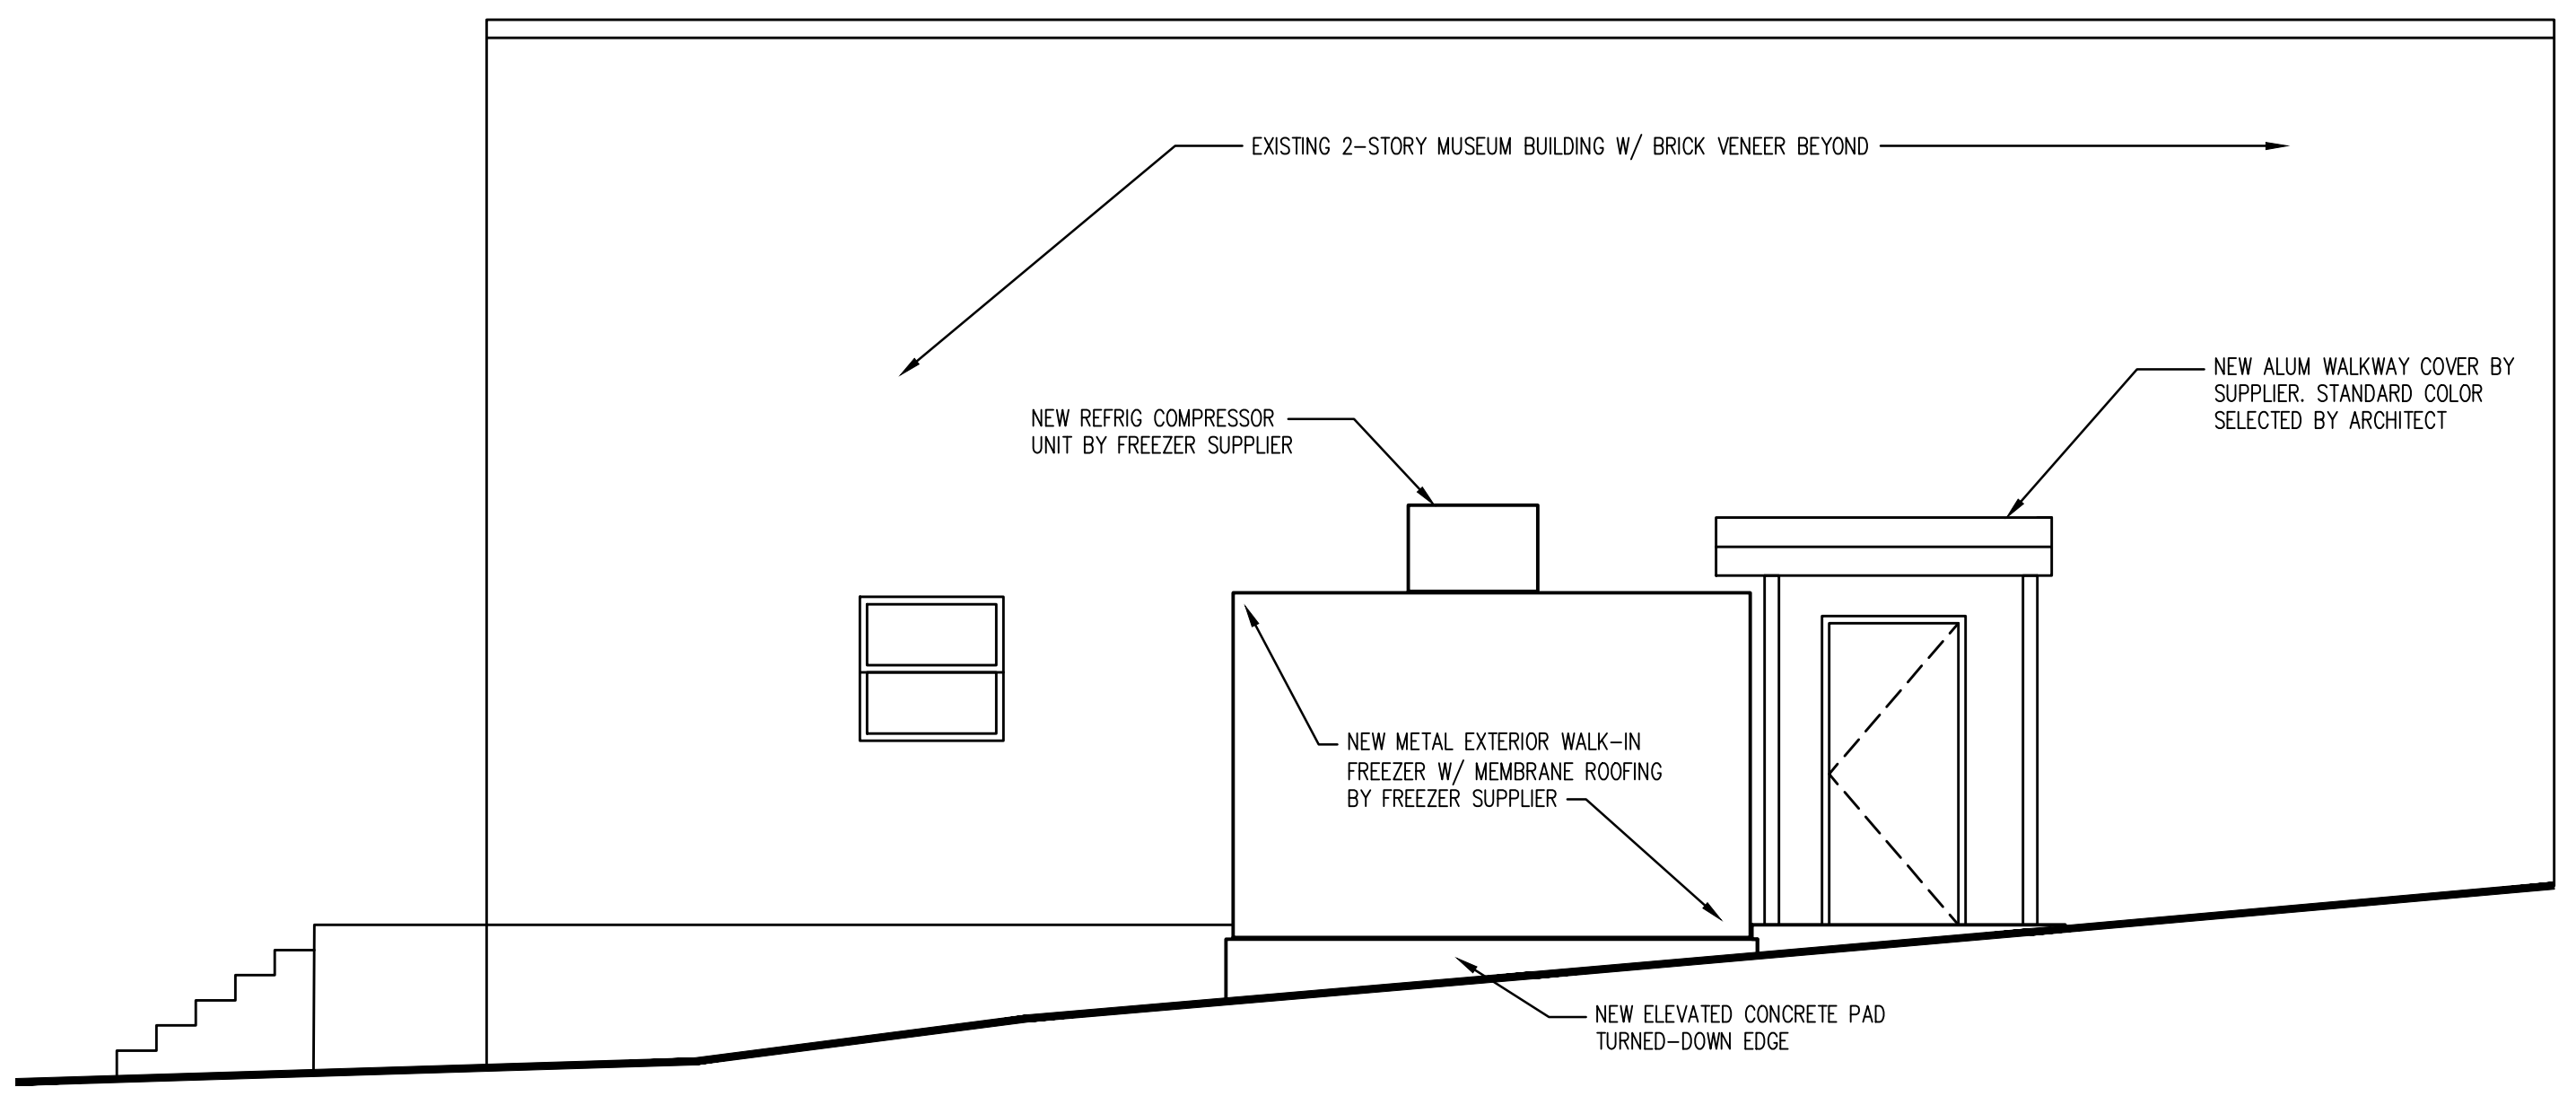 EXISTING 2-STORY MUSEUM BUILDING W/ BRICK VENEER BEYOND
NEW ALUM WALKWAY COVER BY
SUPPLIER. STANDARD COLOR
SELECTED BY ARCHITECT
NEW REFRIG COMPRESSOR
UNIT BY FREEZER SUPPLIER
NEW METAL EXTERIOR WALK-IN
FREEZER W/ MEMBRANE ROOFING
BY FREEZER SUPPLIER
NEW ELEVATED CONCRETE PAD
TURNED-DOWN EDGE